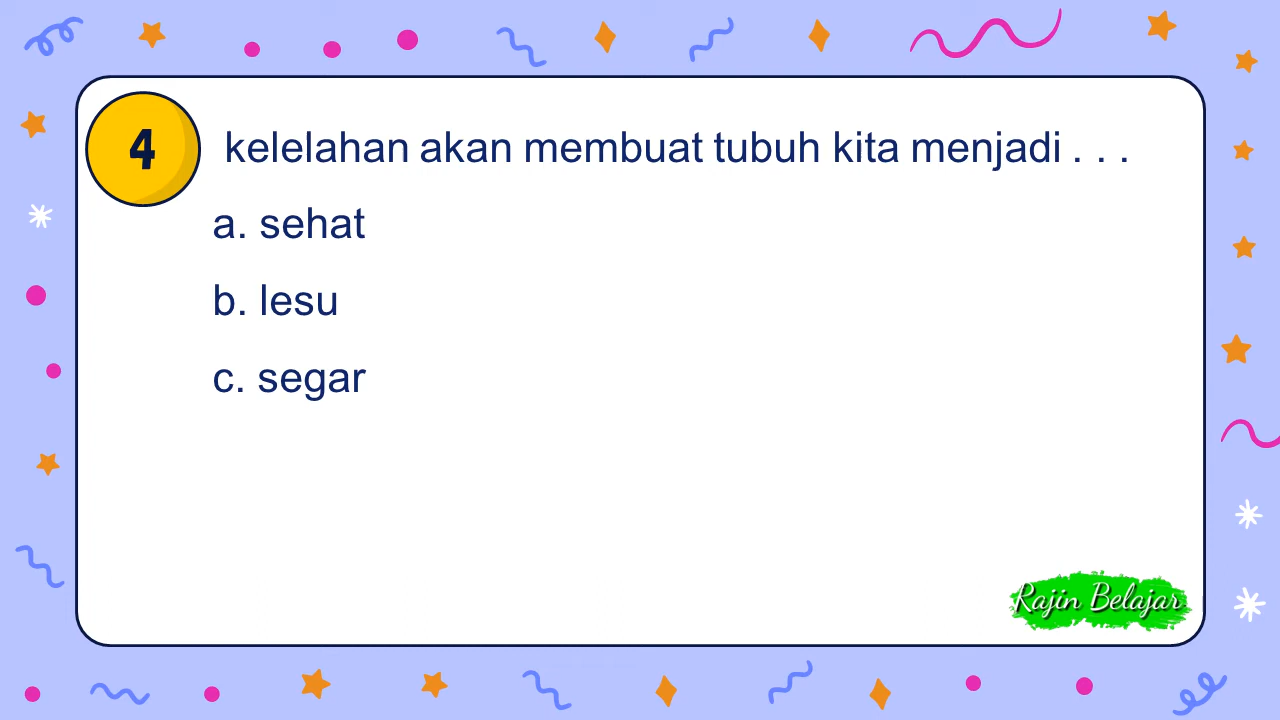 4 kelelahan akan membuat tubuh kita menjadi . . .
a. sehat
b. lesu
c. segar
Rajin Belajar